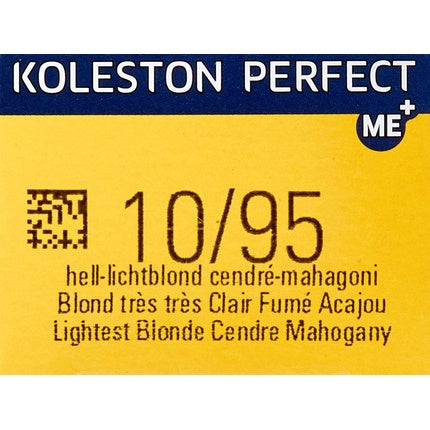 KOLESTON PERFECT
ME+
10/95
hell-lichtblond cendré-mahagoni
Blond très très Clair Fumé Acajou
Lightest Blonde Cendre Mahogany